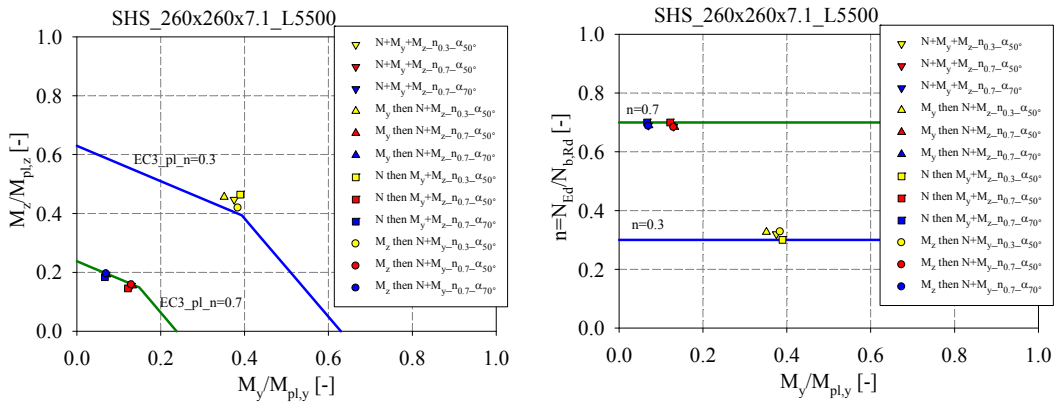 SHS_260x260x7.1_L5500
M_z/M_pl,z [-]
1.0
0.8
0.6
0.4
0.2
0.0
EC3_pl_n=0.3
EC3_pl_n=0.7
0.0 0.2 0.4 0.6 0.8 1.0
M_y/M_pl,y [-]
N+M_y+M_z_n_0.3_α_50°
N+M_y+M_z_n_0.7_α_50°
N+M_y+M_z_n_0.7_α_70°
M_y then N+M_z_n_0.3_α_50°
M_y then N+M_z_n_0.7_α_50°
M_y then N+M_z_n_0.7_α_70°
N then M_y+M_z_n_0.3_α_50°
N then M_y+M_z_n_0.7_α_50°
N then M_y+M_z_n_0.7_α_70°
M_z then N+M_y_n_0.3_α_50°
M_z then N+M_y_n_0.7_α_50°
M_z then N+M_y_n_0.7_α_70°
SHS_260x260x7.1_L5500
n=N_Ed/N_b,Rd [-]
1.0
0.8
0.6
0.4
0.2
0.0
n=0.7
n=0.3
0.0 0.2 0.4 0.6 0.8 1.0
M_y/M_pl,y [-]
N+M_y+M_z_n_0.3_α_50°
N+M_y+M_z_n_0.7_α_50°
N+M_y+M_z_n_0.7_α_70°
M_y then N+M_z_n_0.3_α_50°
M_y then N+M_z_n_0.7_α_50°
M_y then N+M_z_n_0.7_α_70°
N then M_y+M_z_n_0.3_α_50°
N then M_y+M_z_n_0.7_α_50°
N then M_y+M_z_n_0.7_α_70°
M_z then N+M_y_n_0.3_α_50°
M_z then N+M_y_n_0.7_α_50°
M_z then N+M_y_n_0.7_α_70°